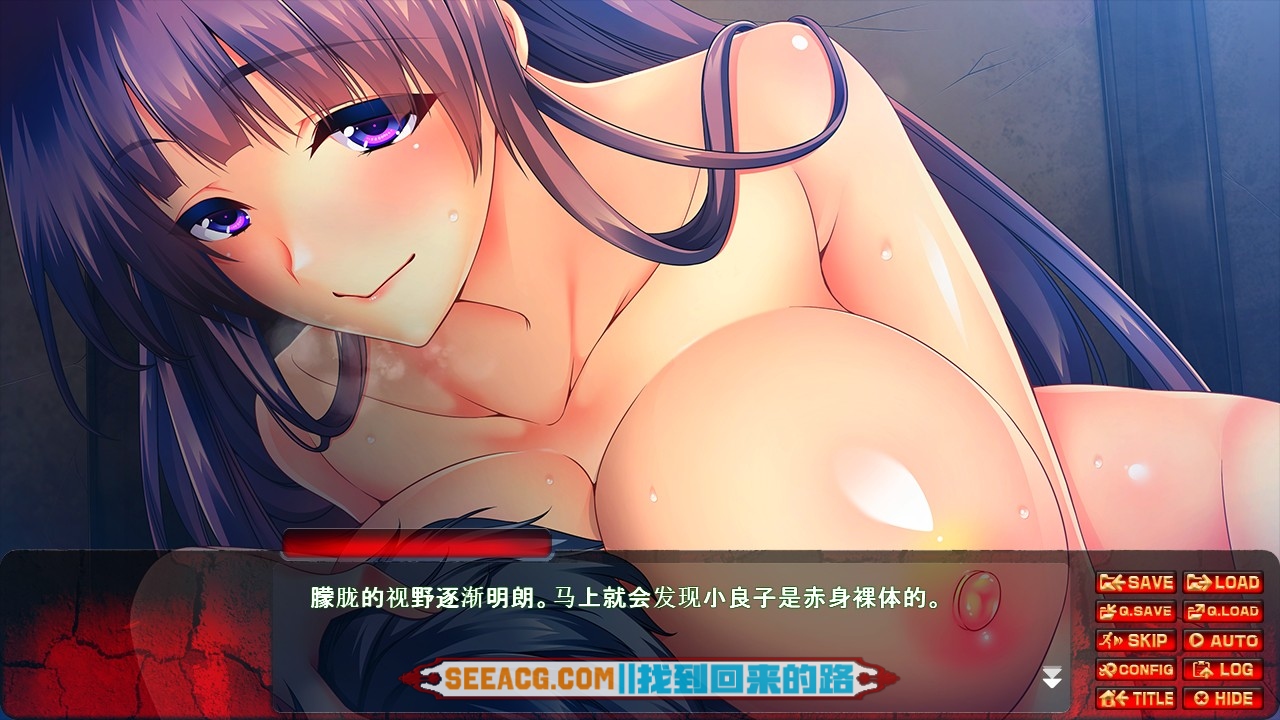 朦胧的视野逐渐明朗。马上就会发现小良子是赤身裸体的。
SAVE LOAD
Q.SAVE Q.LOAD
SKIP AUTO
CONFIG LOG
TITLE HIDE
SEEACG.COM||找到回来的路